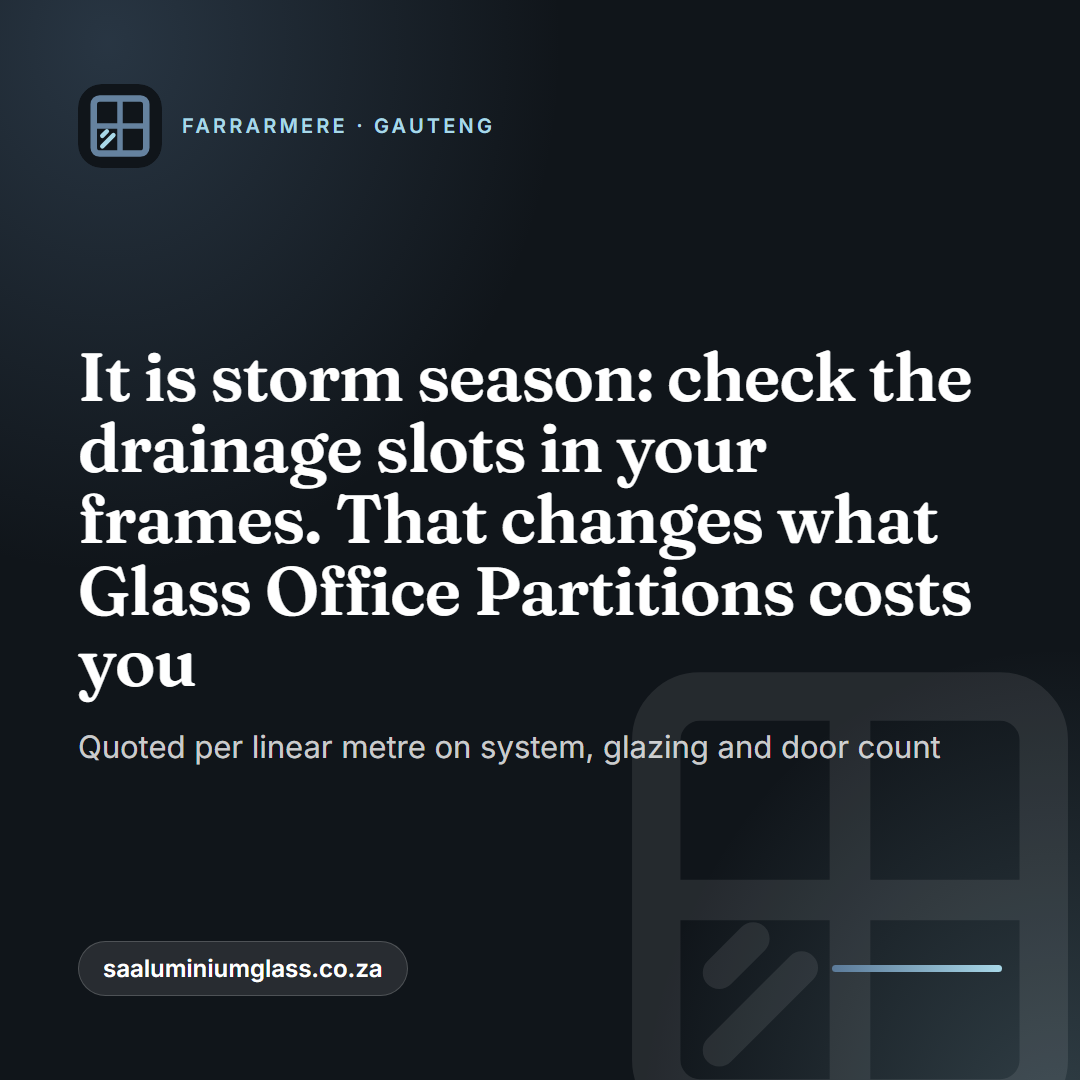 FARRARMERE · GAUTENG
It is storm season: check the
drainage slots in your
frames. That changes what
Glass Office Partitions costs
you
Quoted per linear metre on system, glazing and door count
saaluminiumglass.co.za